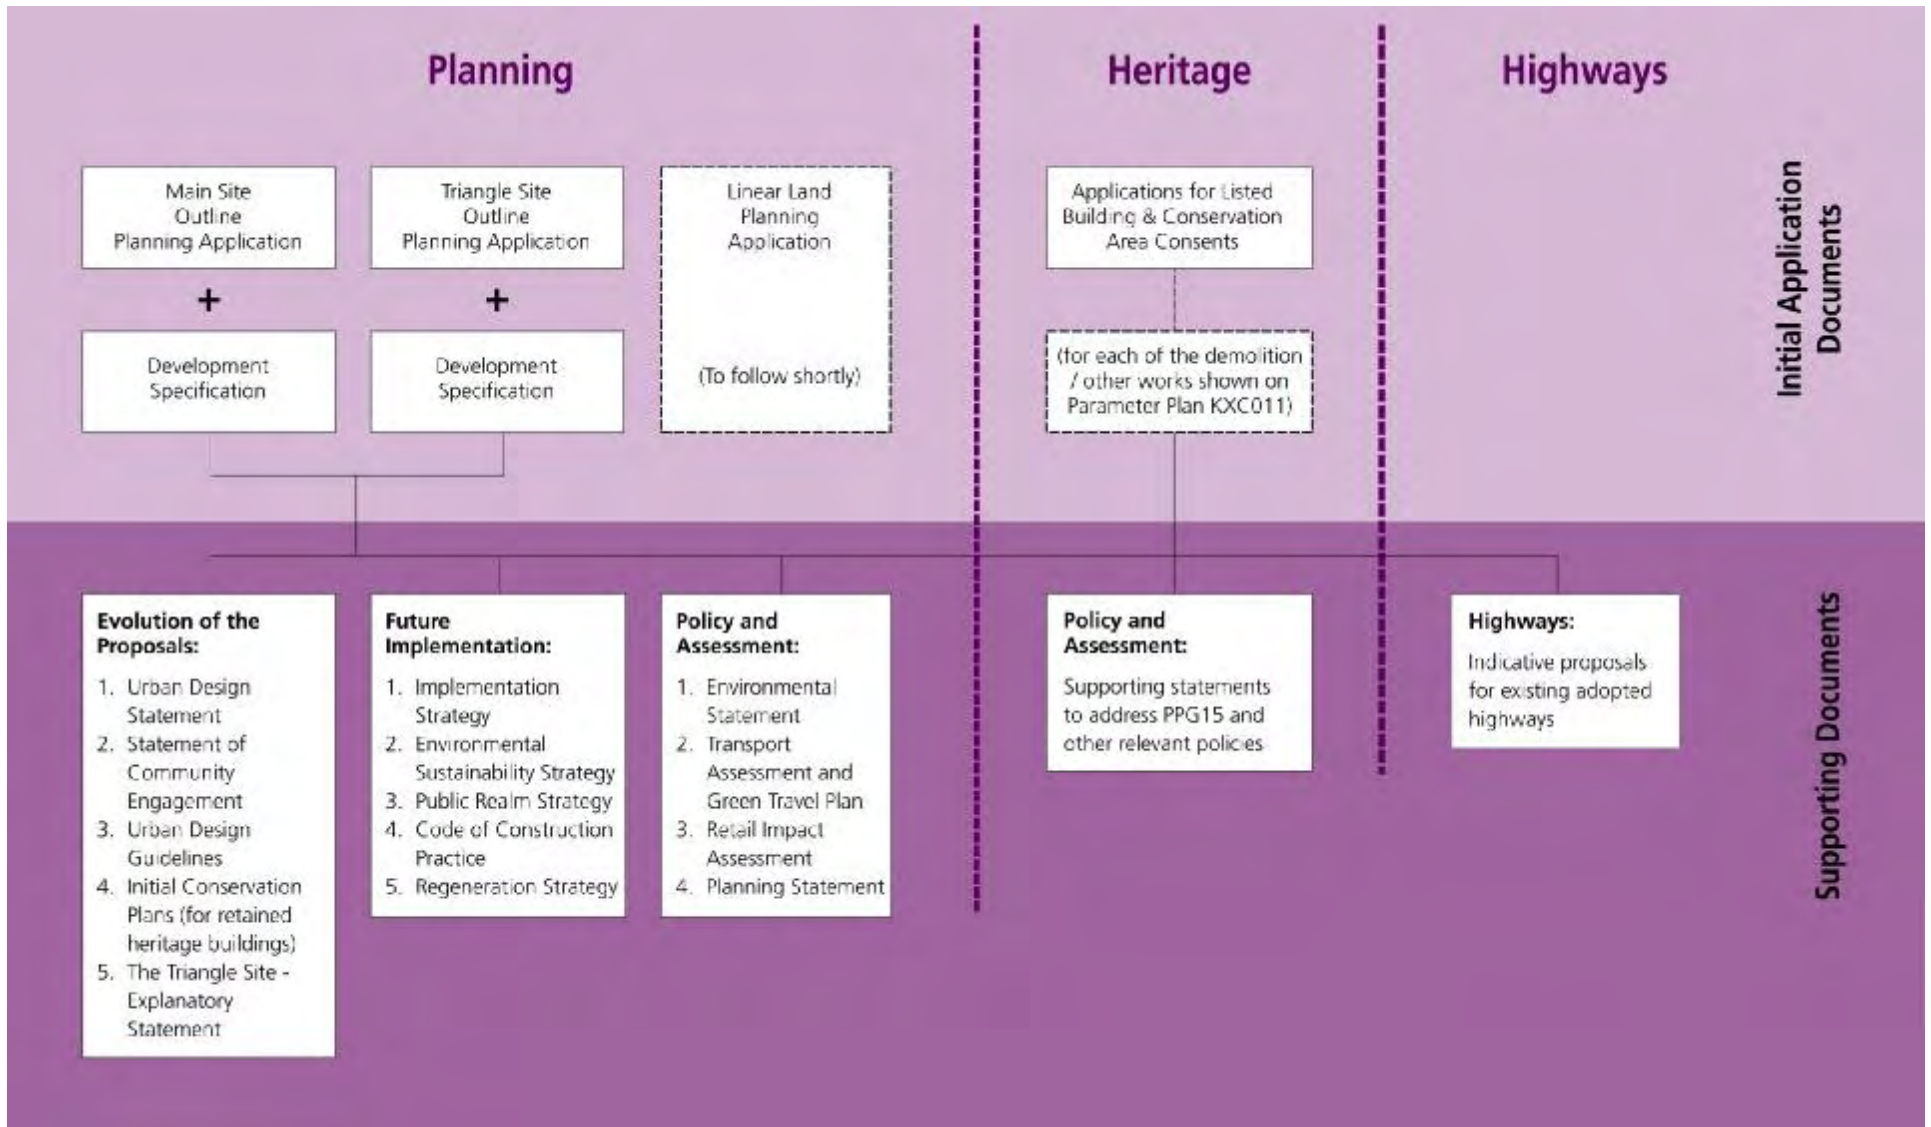 Planning
Heritage
Highways
Main Site
Outline
Planning Application
+
Development
Specification
Triangle Site
Outline
Planning Application
+
Development
Specification
Linear Land
Planning
Application
(To follow shortly)
Applications for Listed
Building & Conservation
Area Consents
(for each of the demolition
/ other works shown on
Parameter Plan KXC011)
Initial Application
Documents
Evolution of the
Proposals:
1. Urban Design
Statement
2. Statement of
Community
Engagement
3. Urban Design
Guidelines
4. Initial Conservation
Plans (for retained
heritage buildings)
5. The Triangle Site -
Explanatory
Statement
Future
Implementation:
1. Implementation
Strategy
2. Environmental
Sustainability Strategy
3. Public Realm Strategy
4. Code of Construction
Practice
5. Regeneration Strategy
Policy and
Assessment:
1. Environmental
Statement
2. Transport
Assessment and
Green Travel Plan
3. Retail Impact
Assessment
4. Planning Statement
Policy and
Assessment:
Supporting statements
to address PPG15 and
other relevant policies
Highways:
Indicative proposals
for existing adopted
highways
Supporting Documents